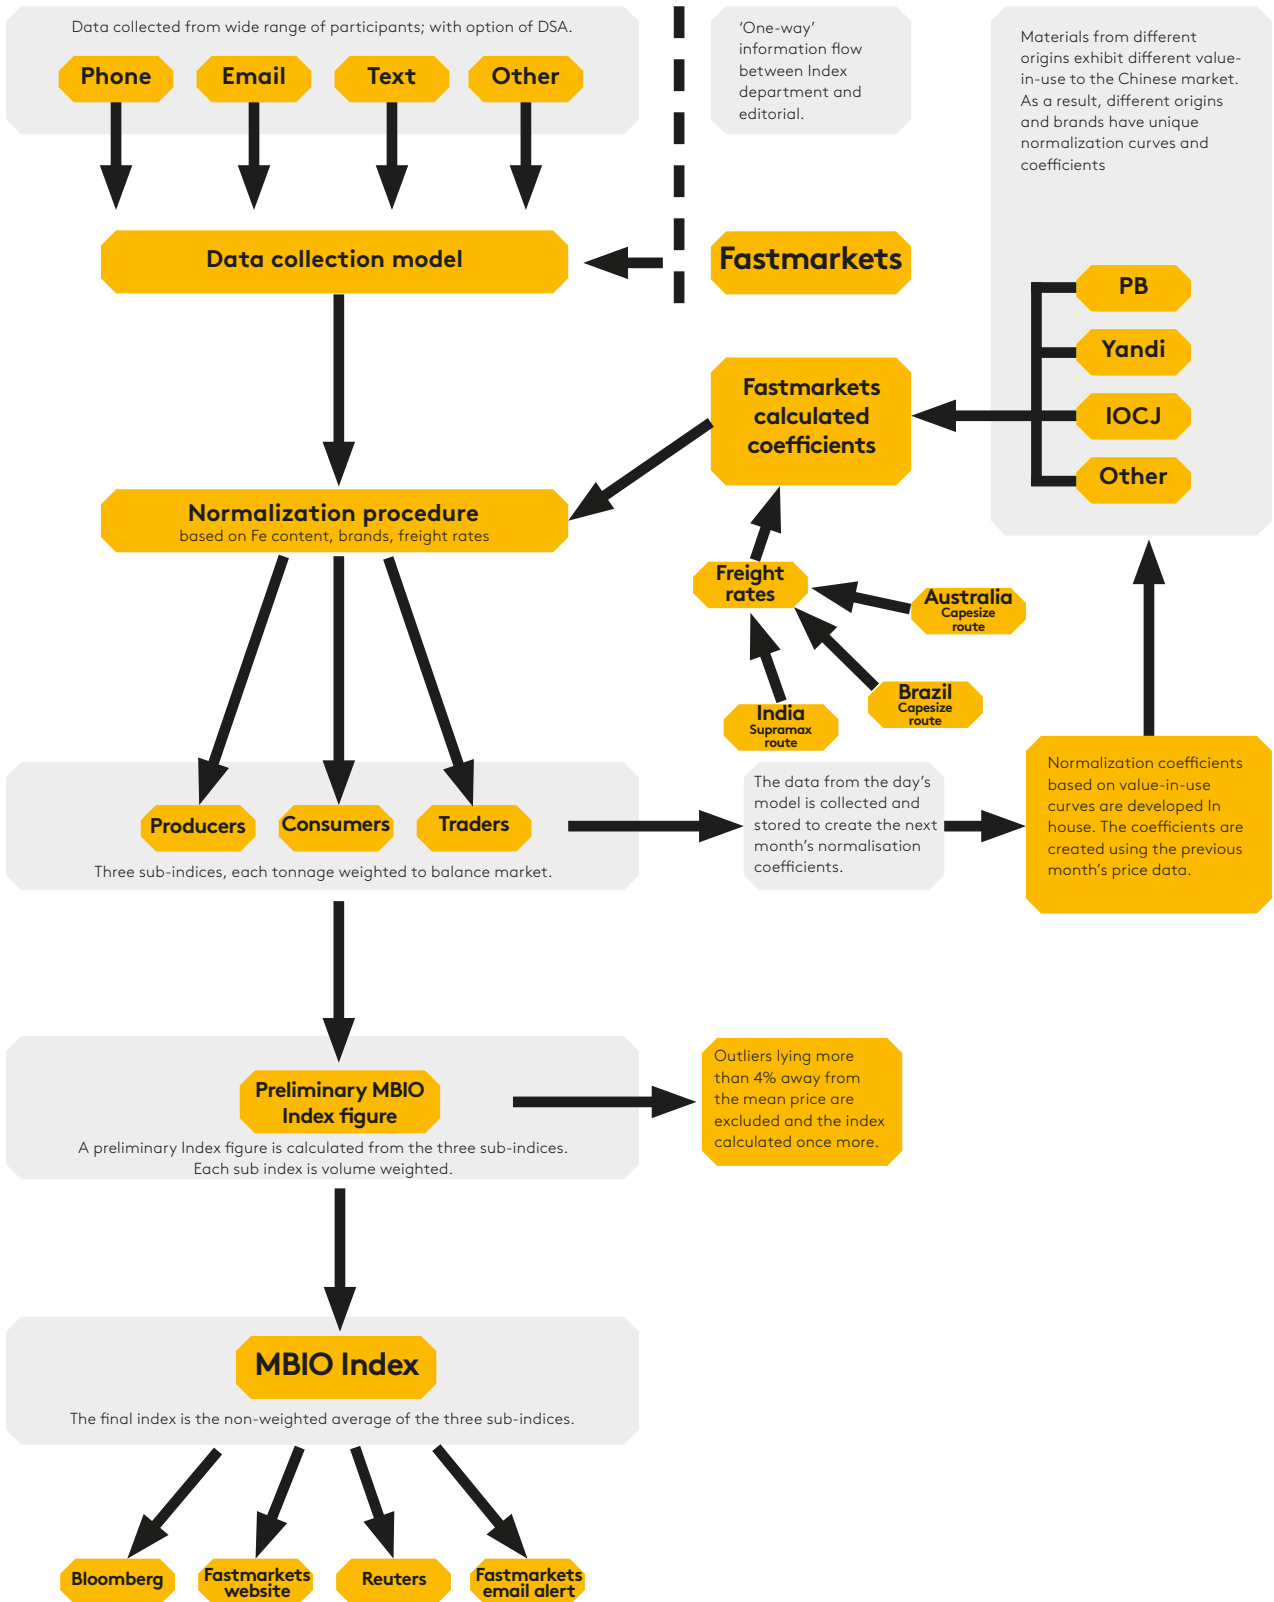 Data collected from wide range of participants; with option of DSA.
Phone
Email
Text
Other
‘One-way’
information flow
between Index
department and
editorial.
Materials from different
origins exhibit different value-
in-use to the Chinese market.
As a result, different origins
and brands have unique
normalization curves and
coefficients
Data collection model
Fastmarkets
PB
Yandi
IOCJ
Other
Fastmarkets
calculated
coefficients
Normalization procedure
based on Fe content, brands, freight rates
Freight
rates
Australia
Capesize
route
Brazil
Capesize
route
India
Supramax
route
Producers
Consumers
Traders
Three sub-indices, each tonnage weighted to balance market.
The data from the day’s
model is collected and
stored to create the next
month’s normalisation
coefficients.
Normalization coefficients
based on value-in-use
curves are developed In
house. The coefficients are
created using the previous
month’s price data.
Preliminary MBIO
Index figure
A preliminary Index figure is calculated from the three sub-indices.
Each sub index is volume weighted.
Outliers lying more
than 4% away from
the mean price are
excluded and the index
calculated once more.
MBIO Index
The final index is the non-weighted average of the three sub-indices.
Bloomberg
Fastmarkets
website
Reuters
Fastmarkets
email alert